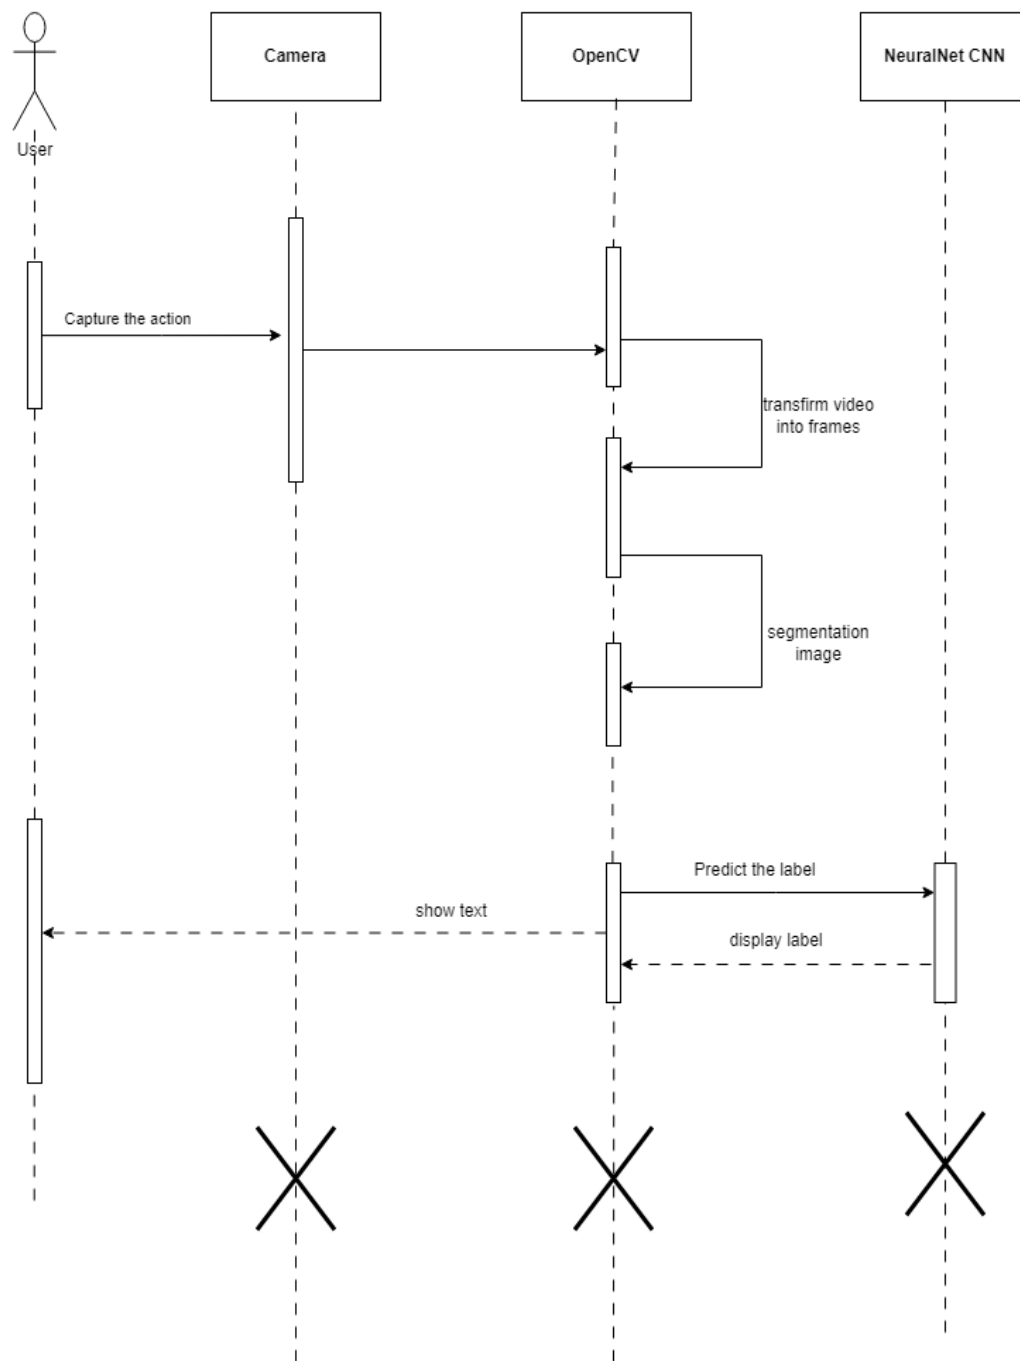 Camera
OpenCV
NeuralNet CNN
User
Capture the action
transfirm video
into frames
segmentation
image
Predict the label
show text
display label